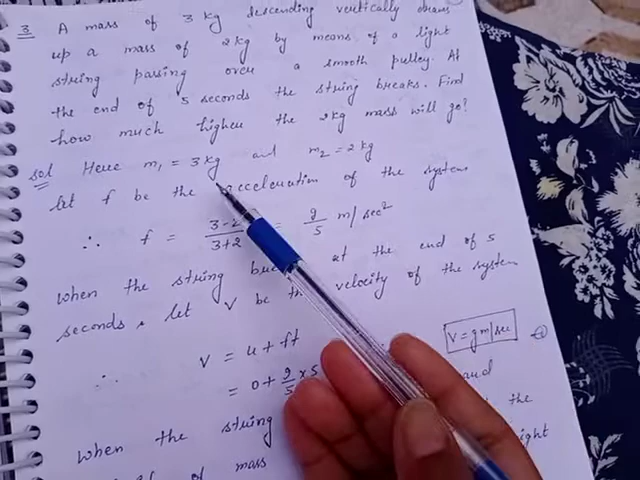 3. A mass of 3 kg descending vertically draws
up a mass of 2 kg by means of a light
string passing over a smooth pulley. At
the end of 5 seconds the string breaks. Find
how much higher the 2kg mass will go?
Sol Here m₁ = 3 kg and m₂ = 2 kg
let f be the acceleration of the system
∴ f = 3-2/3+2 = g/5 m/sec²
When the string at the end of 5
seconds, let V be the velocity of the system
∴ V = u + ft
= 0 + g/5 × 5
V = g m/sec
When the string and
of mass the